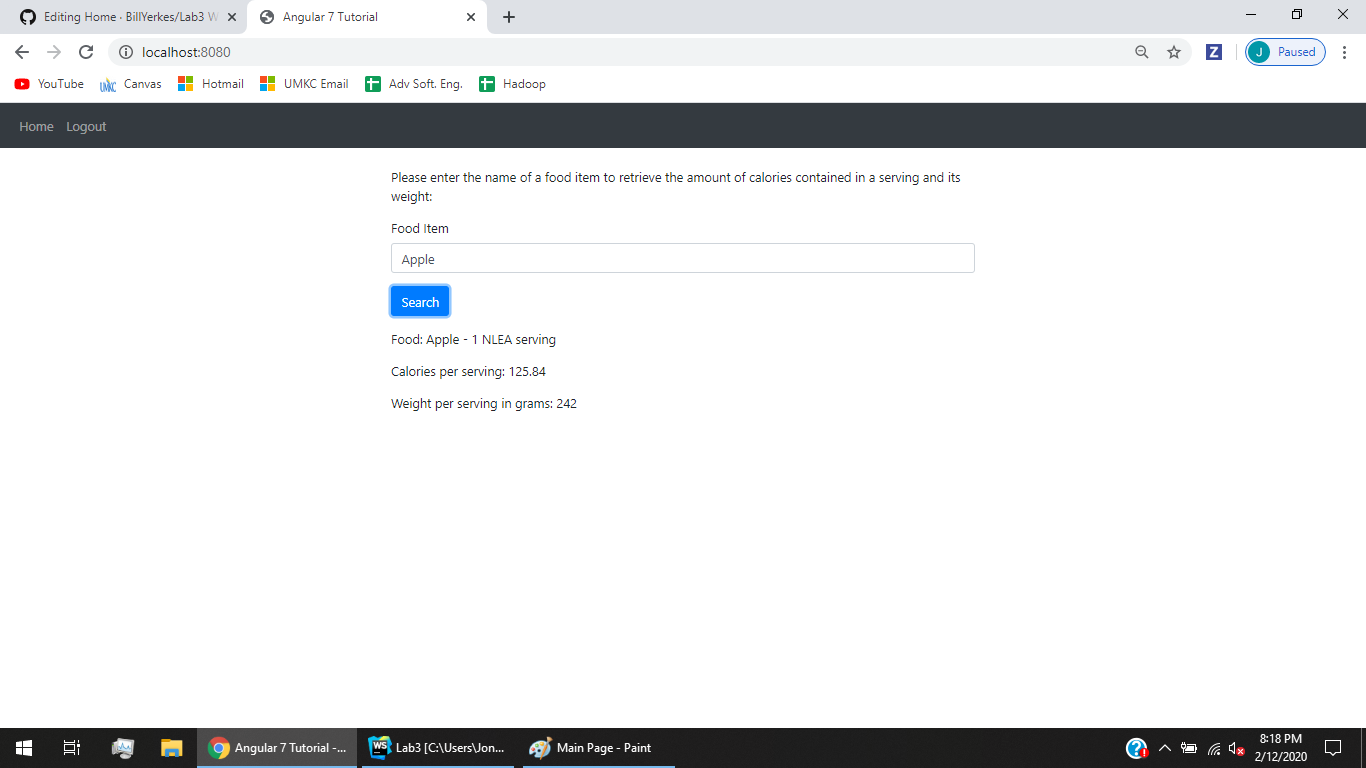 Editing Home · BillYerkes/Lab3 W
Angular 7 Tutorial
localhost:8080
Z
J Paused
YouTube
UMKC Canvas
Hotmail
UMKC Email
Adv Soft. Eng.
Hadoop
Home
Logout
Please enter the name of a food item to retrieve the amount of calories contained in a serving and its
weight:
Food Item
Apple
Search
Food: Apple - 1 NLEA serving
Calories per serving: 125.84
Weight per serving in grams: 242
Angular 7 Tutorial -...
WS Lab3 [C:\Users\Jon...
Main Page - Paint
8:18 PM
2/12/2020